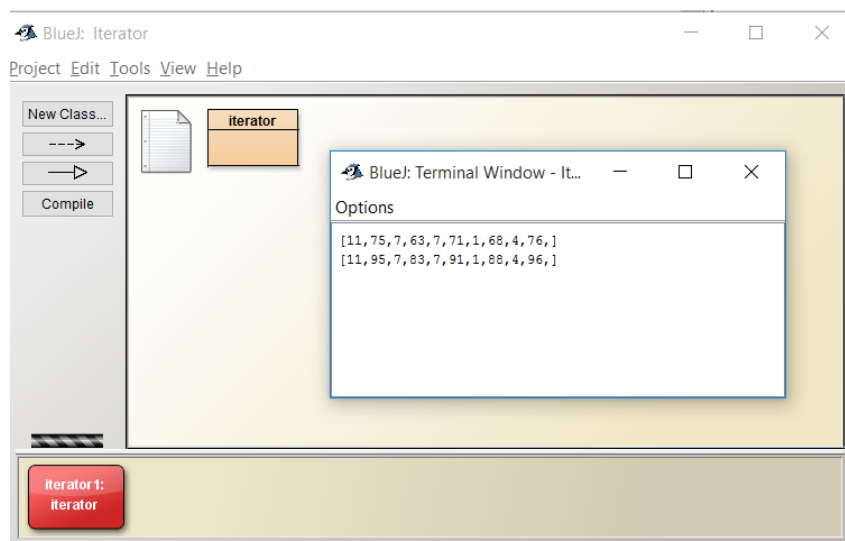 BlueJ: Iterator
Project Edit Tools View Help
New Class...
iterator
--->
Compile
BlueJ: Terminal Window - It...
Options
[11,75,7,63,7,71,1,68,4,76,]
[11,95,7,83,7,91,1,88,4,96,]
iterator1:
iterator